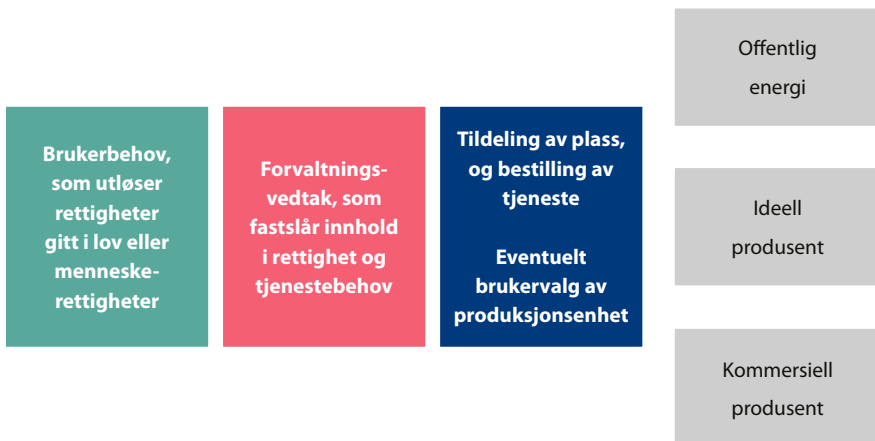 Brukerbehov,
som utløser
rettigheter
gitt i lov eller
menneske-
rettigheter
Forvaltnings-
vedtak, som
fastslår innhold
i rettighet og
tjenestebehov
Tildeling av plass,
og bestilling av
tjeneste
Eventuelt
brukervalg av
produksjonsenhet
Offentlig
energi
Ideell
produsent
Kommersiell
produsent